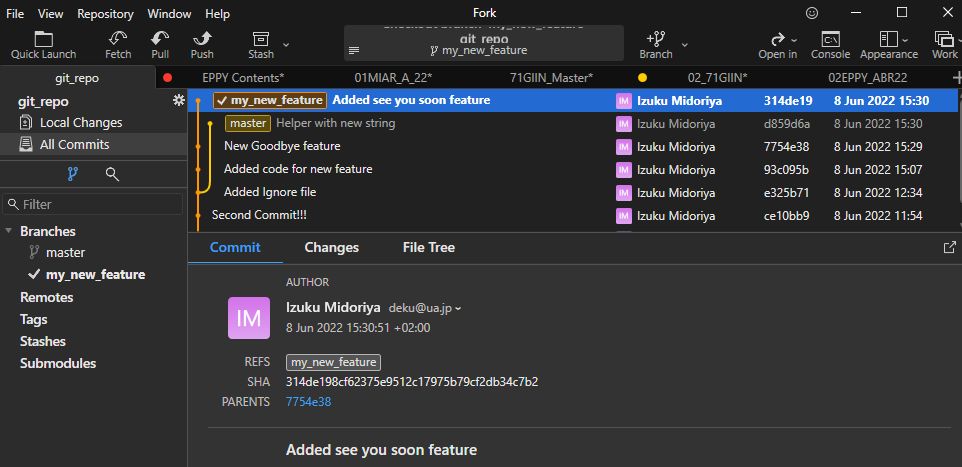 File View Repository Window Help Fork
Quick Launch Fetch Pull Push Stash git_repo Branch Open in Console Appearance Work
my_new_feature
git_repo EPPY Contents* 01MIAR_A_22* 71GIIN_Master* 02_71GIIN* 02EPPY_ABR22
git_repo
Local Changes
All Commits
Filter
Branches
master
my_new_feature
Remotes
Tags
Stashes
Submodules
my_new_feature Added see you soon feature IM Izuku Midoriya 314de19 8 Jun 2022 15:30
master Helper with new string IM Izuku Midoriya d859d6a 8 Jun 2022 15:30
New Goodbye feature IM Izuku Midoriya 7754e38 8 Jun 2022 15:29
Added code for new feature IM Izuku Midoriya 93c095b 8 Jun 2022 15:07
Added Ignore file IM Izuku Midoriya e325b71 8 Jun 2022 12:34
Second Commit!!! IM Izuku Midoriya ce10bb9 8 Jun 2022 11:54
Commit Changes File Tree
AUTHOR
IM Izuku Midoriya deku@ua.jp
8 Jun 2022 15:30:51 +02:00
REFS my_new_feature
SHA 314de198cf62375e9512c17975b79cf2db34c7b2
PARENTS 7754e38
Added see you soon feature